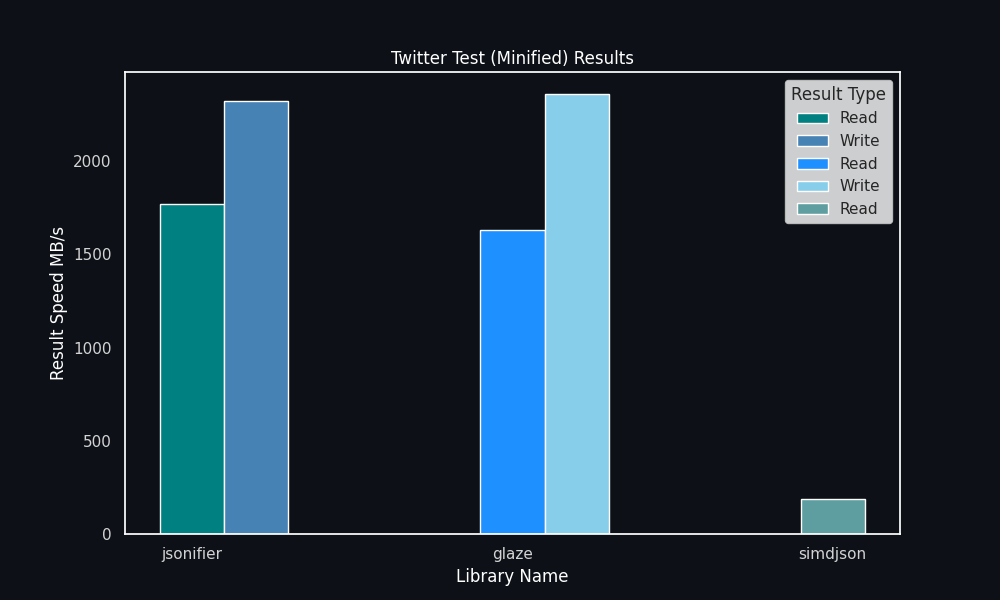 Twitter Test (Minified) Results
Result Type
Read
Write
Read
Write
Read
Result Speed MB/s
2000
1500
1000
500
0
jsonifier
glaze
simdjson
Library Name